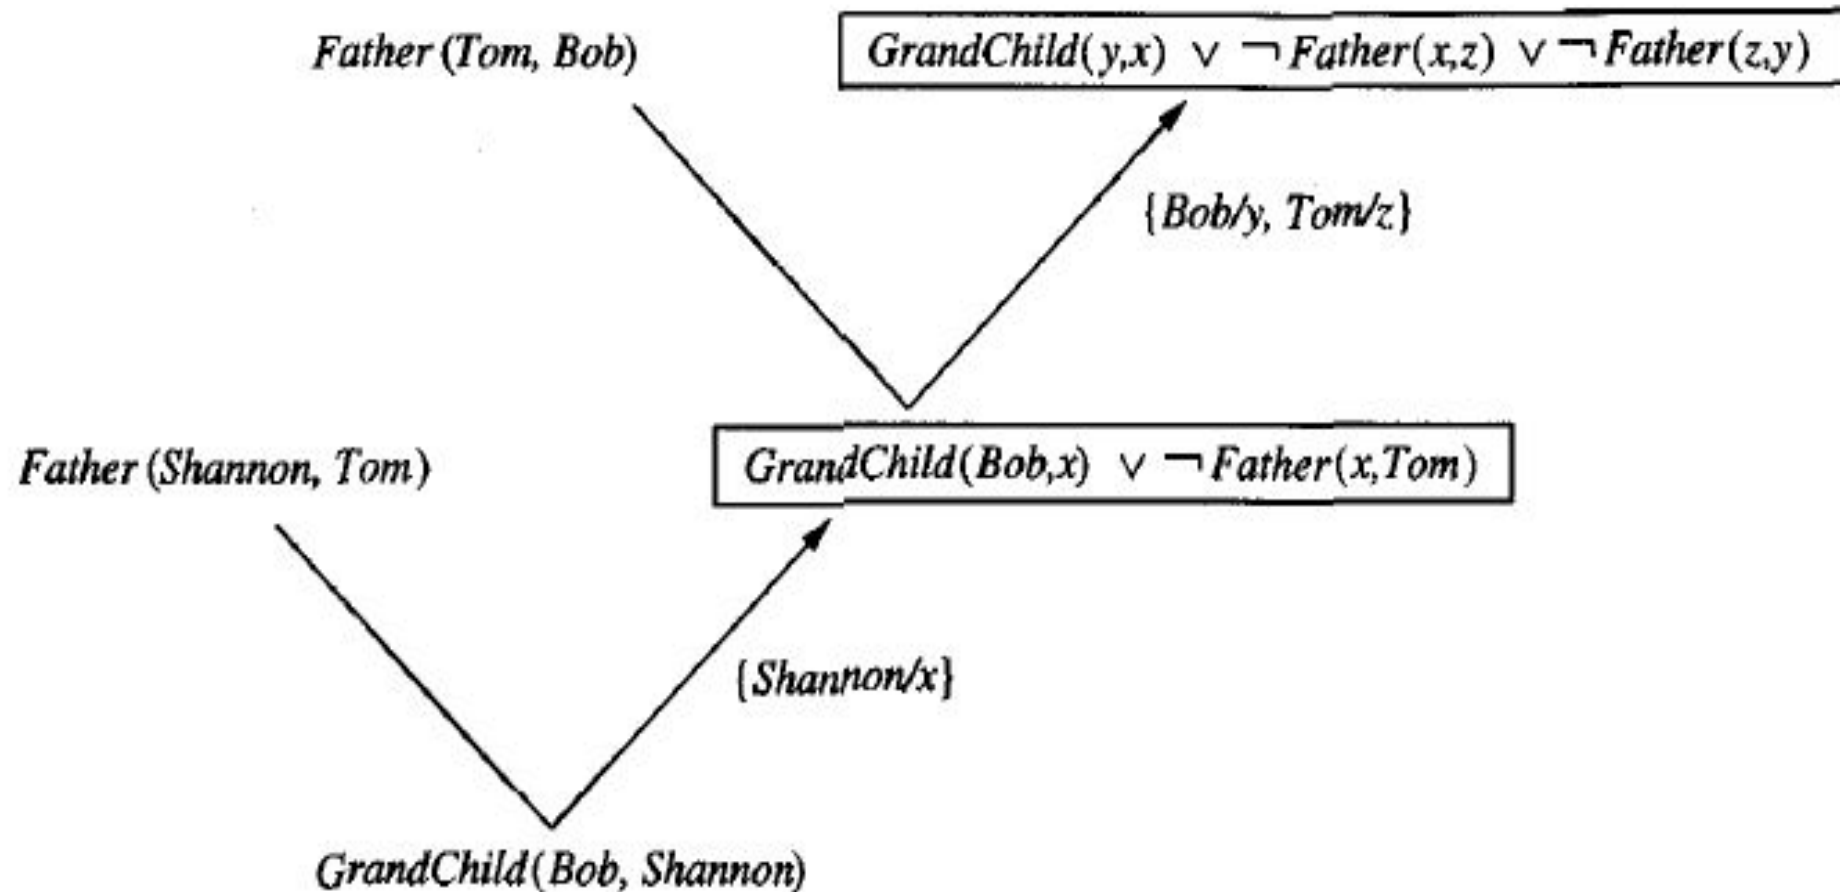 Father (Tom, Bob)
GrandChild(y,x) ∨ ¬ Father(x,z) ∨ ¬ Father(z,y)
{Bob/y, Tom/z}
Father (Shannon, Tom)
GrandChild(Bob,x) ∨ ¬ Father(x,Tom)
{Shannon/x}
GrandChild(Bob, Shannon)